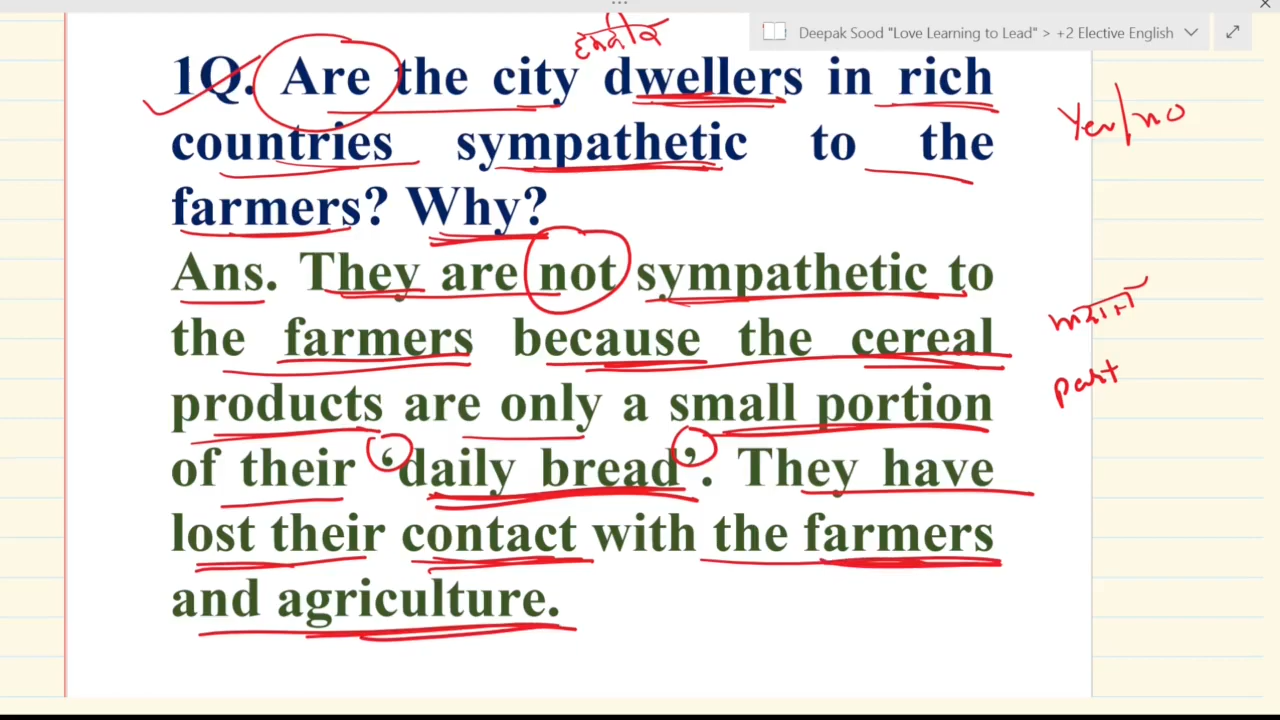 Deepak Sood "Love Learning to Lead" > +2 Elective English
1Q. Are the city dwellers in rich
countries sympathetic to the
farmers? Why?
Yes/no
Ans. They are not sympathetic to
the farmers because the cereal
products are only a small portion
part
of their ‘daily bread’. They have
lost their contact with the farmers
and agriculture.